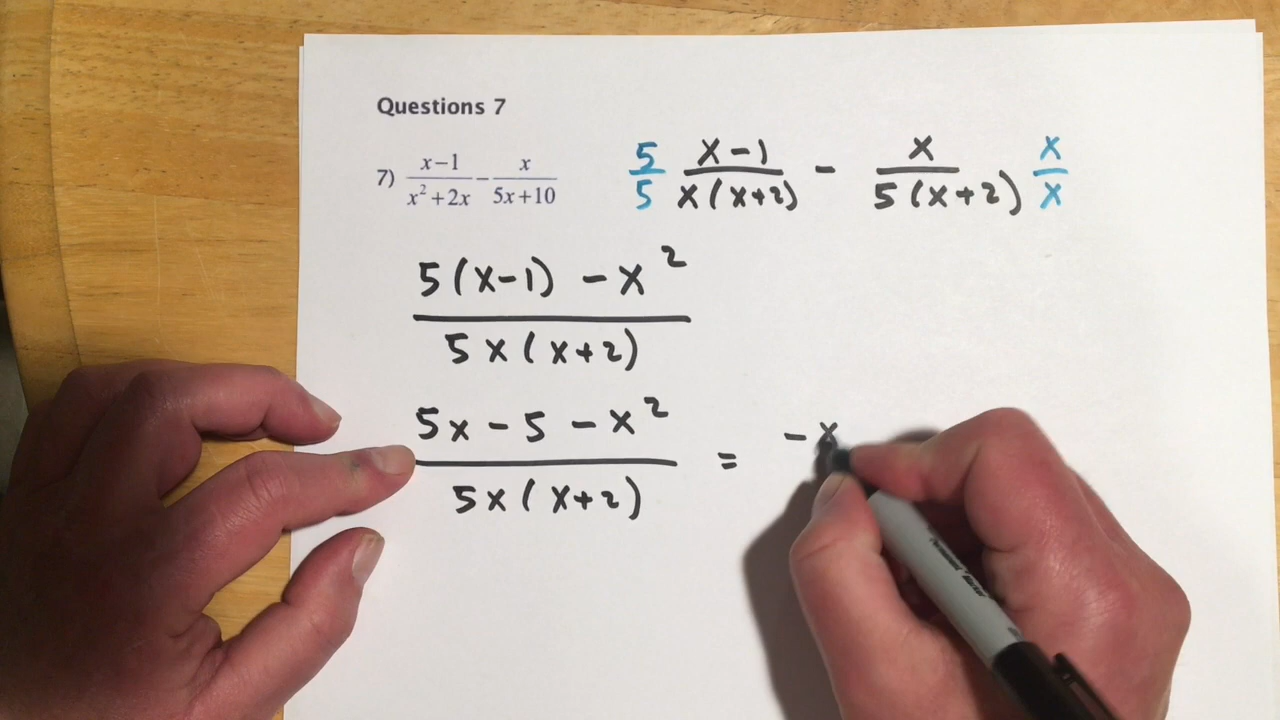 Questions 7
7) x−1/x²+2x − x/5x+10
5/5 x−1/x(x+2) − x/5(x+2) x/x
5(x−1) −x²
5x(x+2)
5x − 5 − x² = −x
5x(x+2)